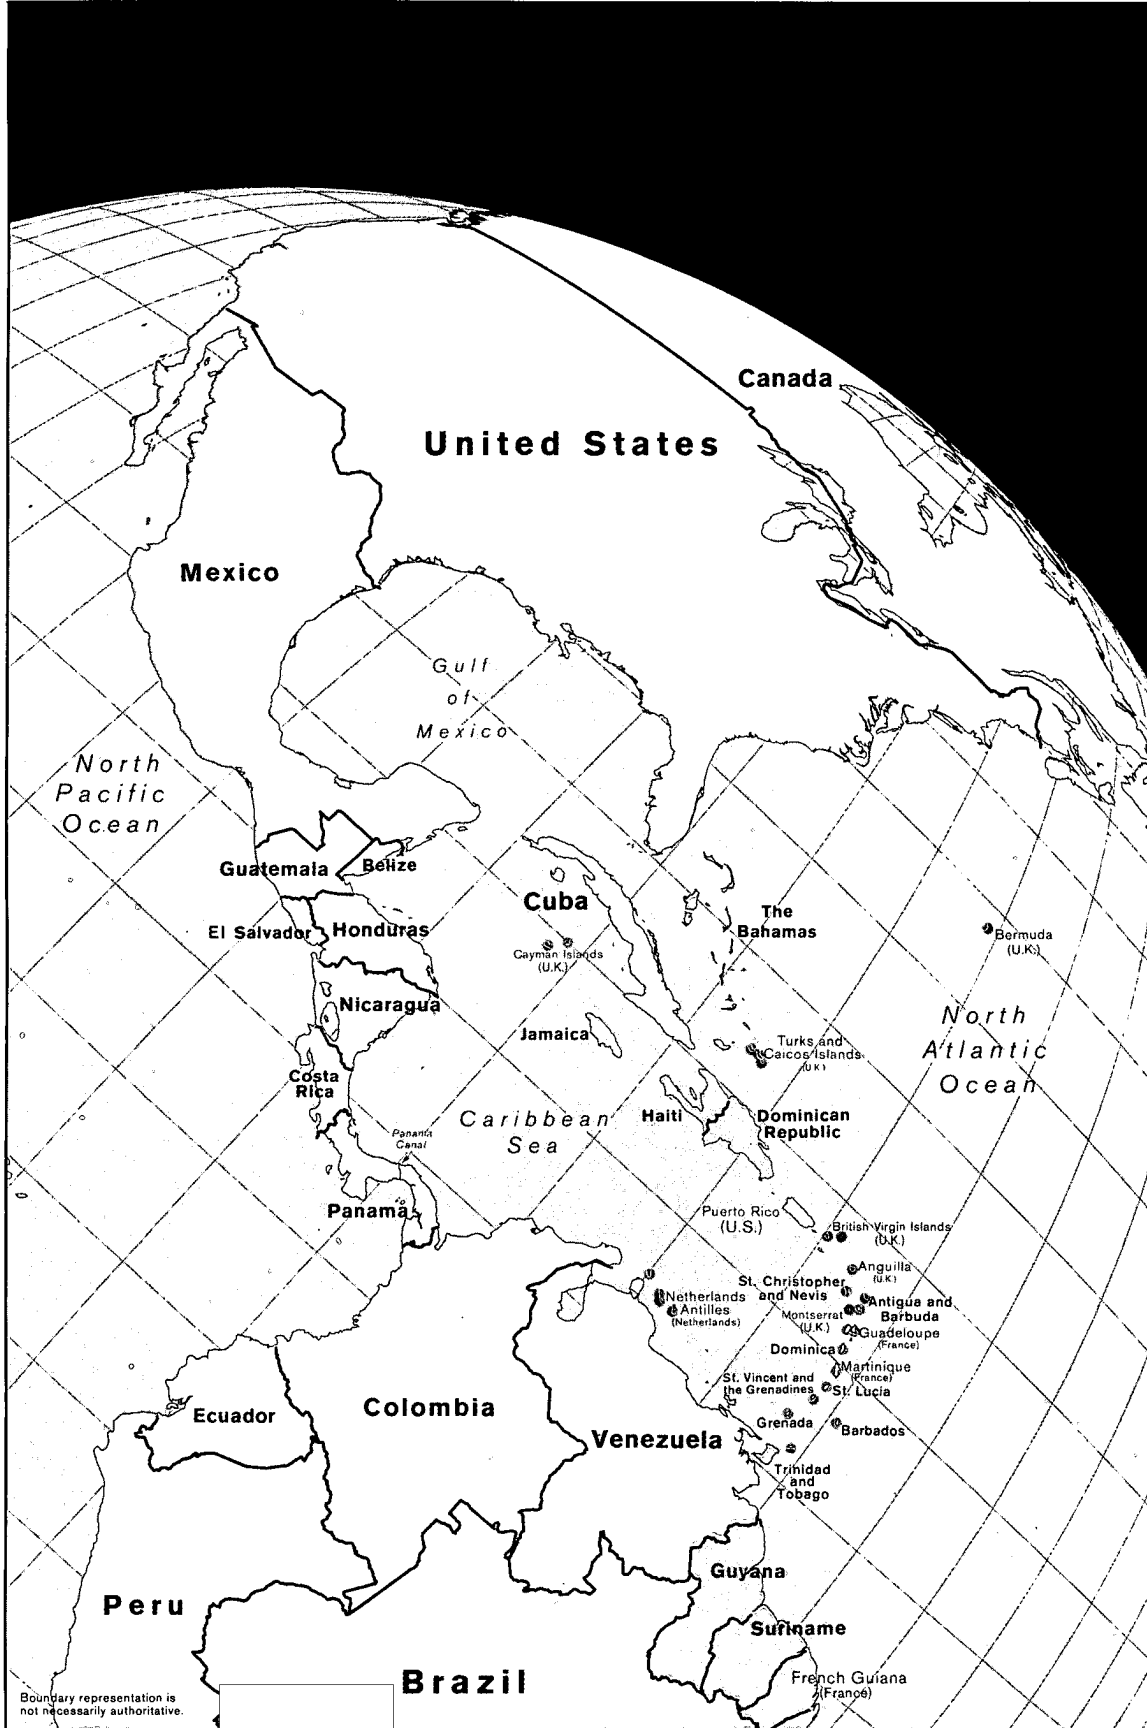 Canada
United States
Mexico
Gulf
of
Mexico
North
Pacific
Ocean
Guatemala
Belize
Cuba
The
Bahamas
El Salvador
Honduras
Cayman Islands
(U.K.)
Bermuda
(U.K.)
Nicaragua
Jamaica
North
Atlantic
Ocean
Turks and
Caicos Islands
(U.K)
Costa
Rica
Caribbean
Sea
Haiti
Dominican
Republic
Panama
Canal
Panama
Puerto Rico
(U.S.)
British Virgin Islands
(U.K.)
Anguilla
(U.K)
St. Christopher
and Nevis
Netherlands
Antilles
(Netherlands)
Antigua and
Barbuda
Montserrat
(U.K.)
Guadeloupe
(France)
Dominica
Martinique
(France)
St. Vincent and
the Grenadines
St. Lucia
Ecuador
Colombia
Grenada
Barbados
Venezuela
Trinidad
and
Tobago
Guyana
Peru
Suriname
Brazil
French Guiana
(France)
Boundary representation is
not necessarily authoritative.